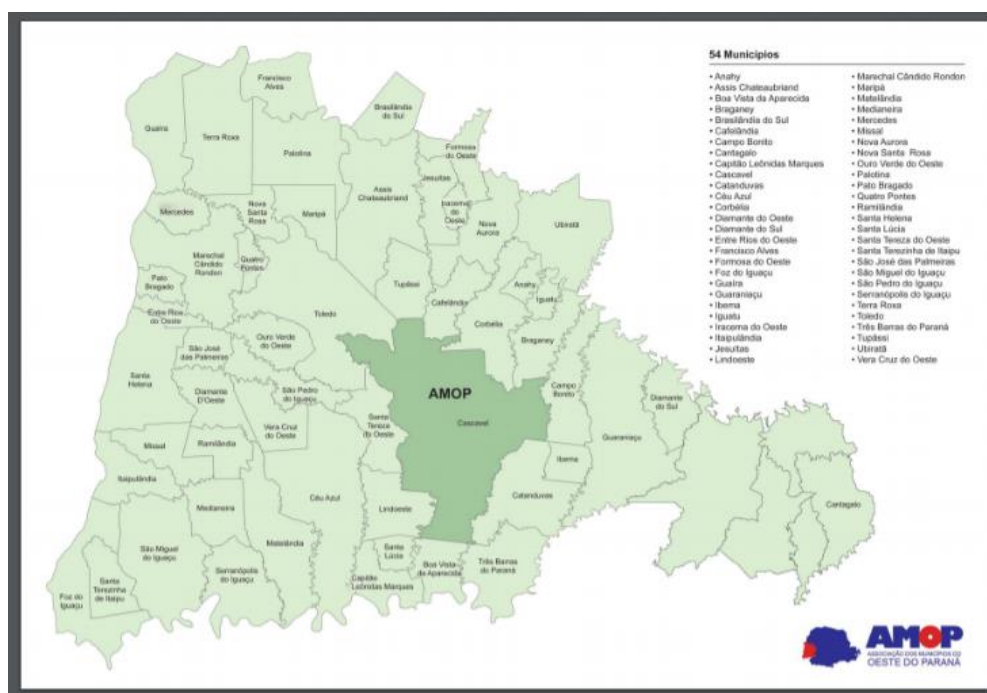 54 Municípios
• Anahy
• Assis Chateaubriand
• Boa Vista da Aparecida
• Braganey
• Brasilândia do Sul
• Cafelândia
• Campo Bonito
• Cantagalo
• Capitão Leônidas Marques
• Cascavel
• Catanduvas
• Céu Azul
• Corbélia
• Diamante do Oeste
• Diamante do Sul
• Entre Rios do Oeste
• Francisco Alves
• Formosa do Oeste
• Foz do Iguaçu
• Guaíra
• Guaraniaçu
• Ibema
• Iguatu
• Iracema do Oeste
• Itaipulândia
• Jesuítas
• Lindoeste
• Marechal Cândido Rondon
• Maripá
• Matelândia
• Medianeira
• Mercedes
• Missal
• Nova Aurora
• Nova Santa Rosa
• Ouro Verde do Oeste
• Palotina
• Pato Bragado
• Quatro Pontes
• Ramilândia
• Santa Helena
• Santa Lúcia
• Santa Tereza do Oeste
• Santa Terezinha de Itaipu
• São José das Palmeiras
• São Miguel do Iguaçu
• São Pedro do Iguaçu
• Serranópolis do Iguaçu
• Terra Roxa
• Toledo
• Três Barras do Paraná
• Tupãssi
• Ubiratã
• Vera Cruz do Oeste
Francisco
Alves
Brasilândia
do Sul
Guaíra
Terra Roxa
Palotina
Formosa
do Oeste
Jesuítas
Assis
Chateaubriand
Iracema
do
Oeste
Nova
Aurora
Ubiratã
Mercedes
Nova
Santa
Rosa
Maripá
Marechal
Cândido
Rondon
Quatro
Pontes
Pato
Bragado
Tupãssi
Cafelândia
Anahy
Iguatu
Entre Rios
do Oeste
Toledo
Corbélia
Braganey
Ouro Verde
do Oeste
São José
das Palmeiras
Santa
Helena
Diamante
D'Oeste
São Pedro
do Iguaçu
AMOP
Cascavel
Campo
Bonito
Diamante
do Sul
Santa
Tereza
do Oeste
Vera Cruz
do Oeste
Guaraniaçu
Missal
Ramilândia
Ibema
Itaipulândia
Céu Azul
Catanduvas
Cantagalo
Medianeira
Lindoeste
Matelândia
São Miguel
do Iguaçu
Santa
Lúcia
Boa Vista
da Aparecida
Três Barras
do Paraná
Serranópolis
do Iguaçu
Capitão
Leônidas Marques
Santa
Terezinha
de Itaipu
Foz do
Iguaçu
AMOP
ASSOCIAÇÃO DOS MUNICÍPIOS DO
OESTE DO PARANÁ